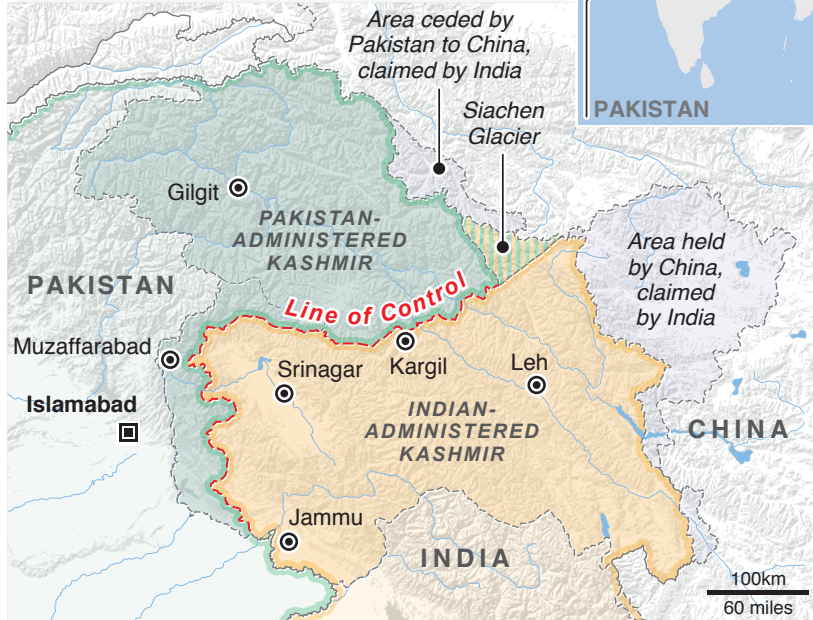 Area ceded by
Pakistan to China,
claimed by India
Siachen
Glacier
PAKISTAN
Gilgit
PAKISTAN-
ADMINISTERED
KASHMIR
Area held
by China,
claimed
by India
PAKISTAN
Line of Control
Muzaffarabad
Srinagar
Kargil
Leh
Islamabad
INDIAN-
ADMINISTERED
KASHMIR
CHINA
Jammu
INDIA
100km
60 miles